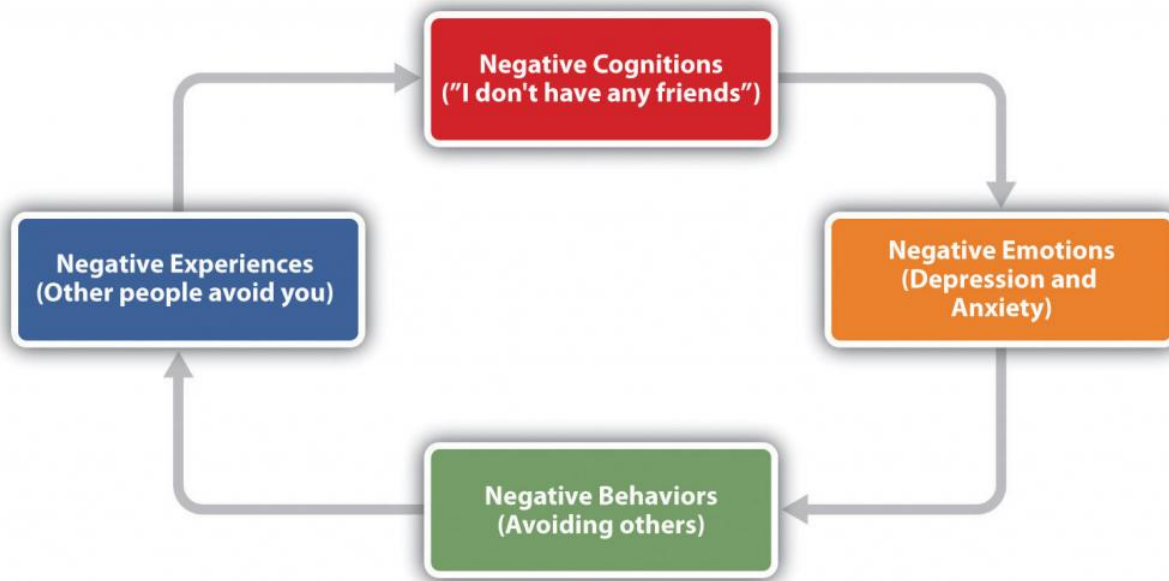 Negative Cognitions
("I don't have any friends")
Negative Experiences
(Other people avoid you)
Negative Emotions
(Depression and
Anxiety)
Negative Behaviors
(Avoiding others)